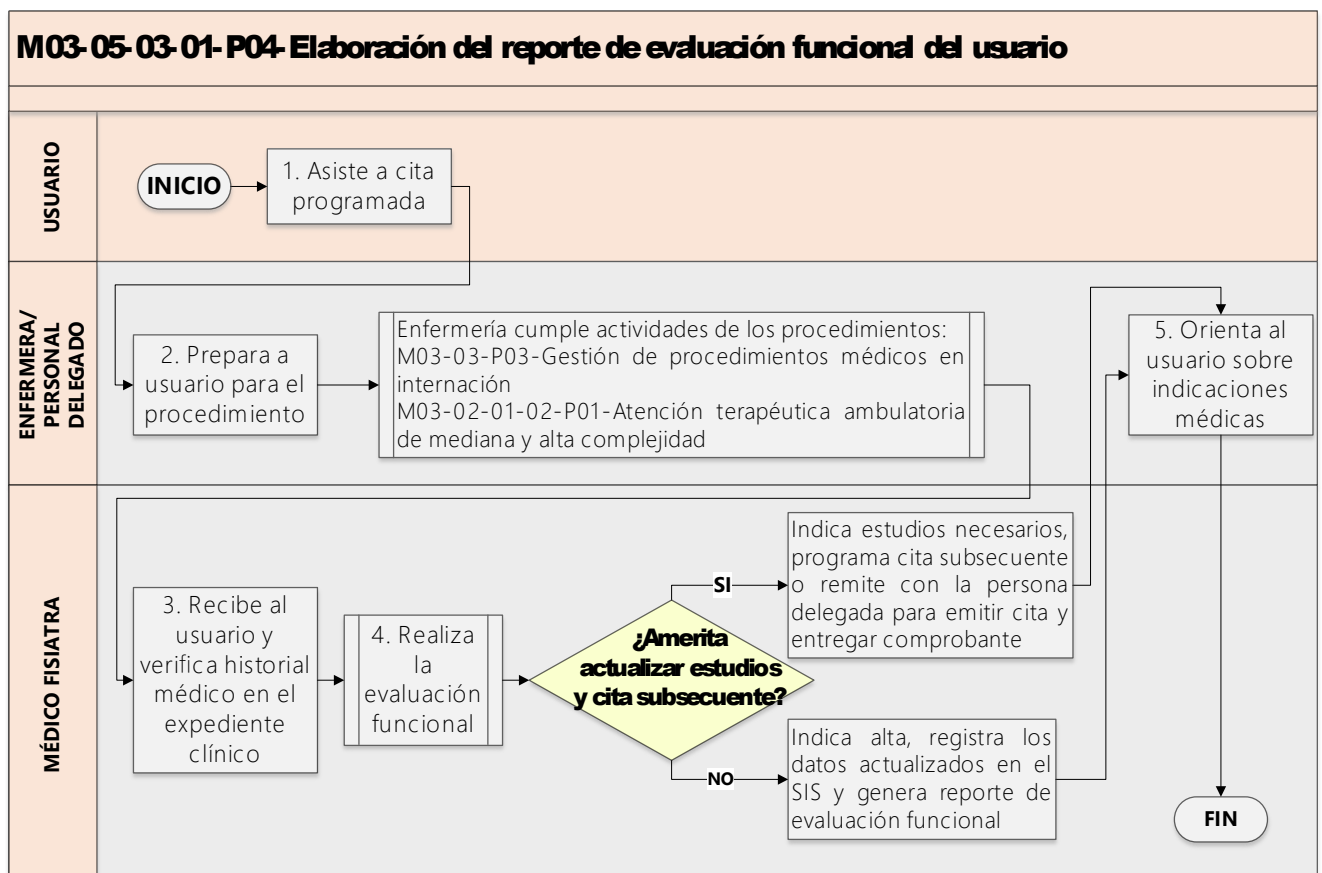 M03-05-03-01-P04-Elaboración del reporte de evaluación funcional del usuario
USUARIO
INICIO
1. Asiste a cita
programada
ENFERMERA/
PERSONAL
DELEGADO
2. Prepara a
usuario para el
procedimiento
Enfermería cumple actividades de los procedimientos:
M03-03-P03-Gestión de procedimientos médicos en
internación
M03-02-01-02-P01-Atención terapéutica ambulatoria
de mediana y alta complejidad
5. Orienta al
usuario sobre
indicaciones
médicas
MÉDICO FISIATRA
3. Recibe al
usuario y
verifica historial
médico en el
expediente
clínico
4. Realiza
la
evaluación
funcional
¿Amerita
actualizar estudios
y cita subsecuente?
SI
Indica estudios necesarios,
programa cita subsecuente
o remite con la persona
delegada para emitir cita y
entregar comprobante
NO
Indica alta, registra los
datos actualizados en el
SIS y genera reporte de
evaluación funcional
FIN